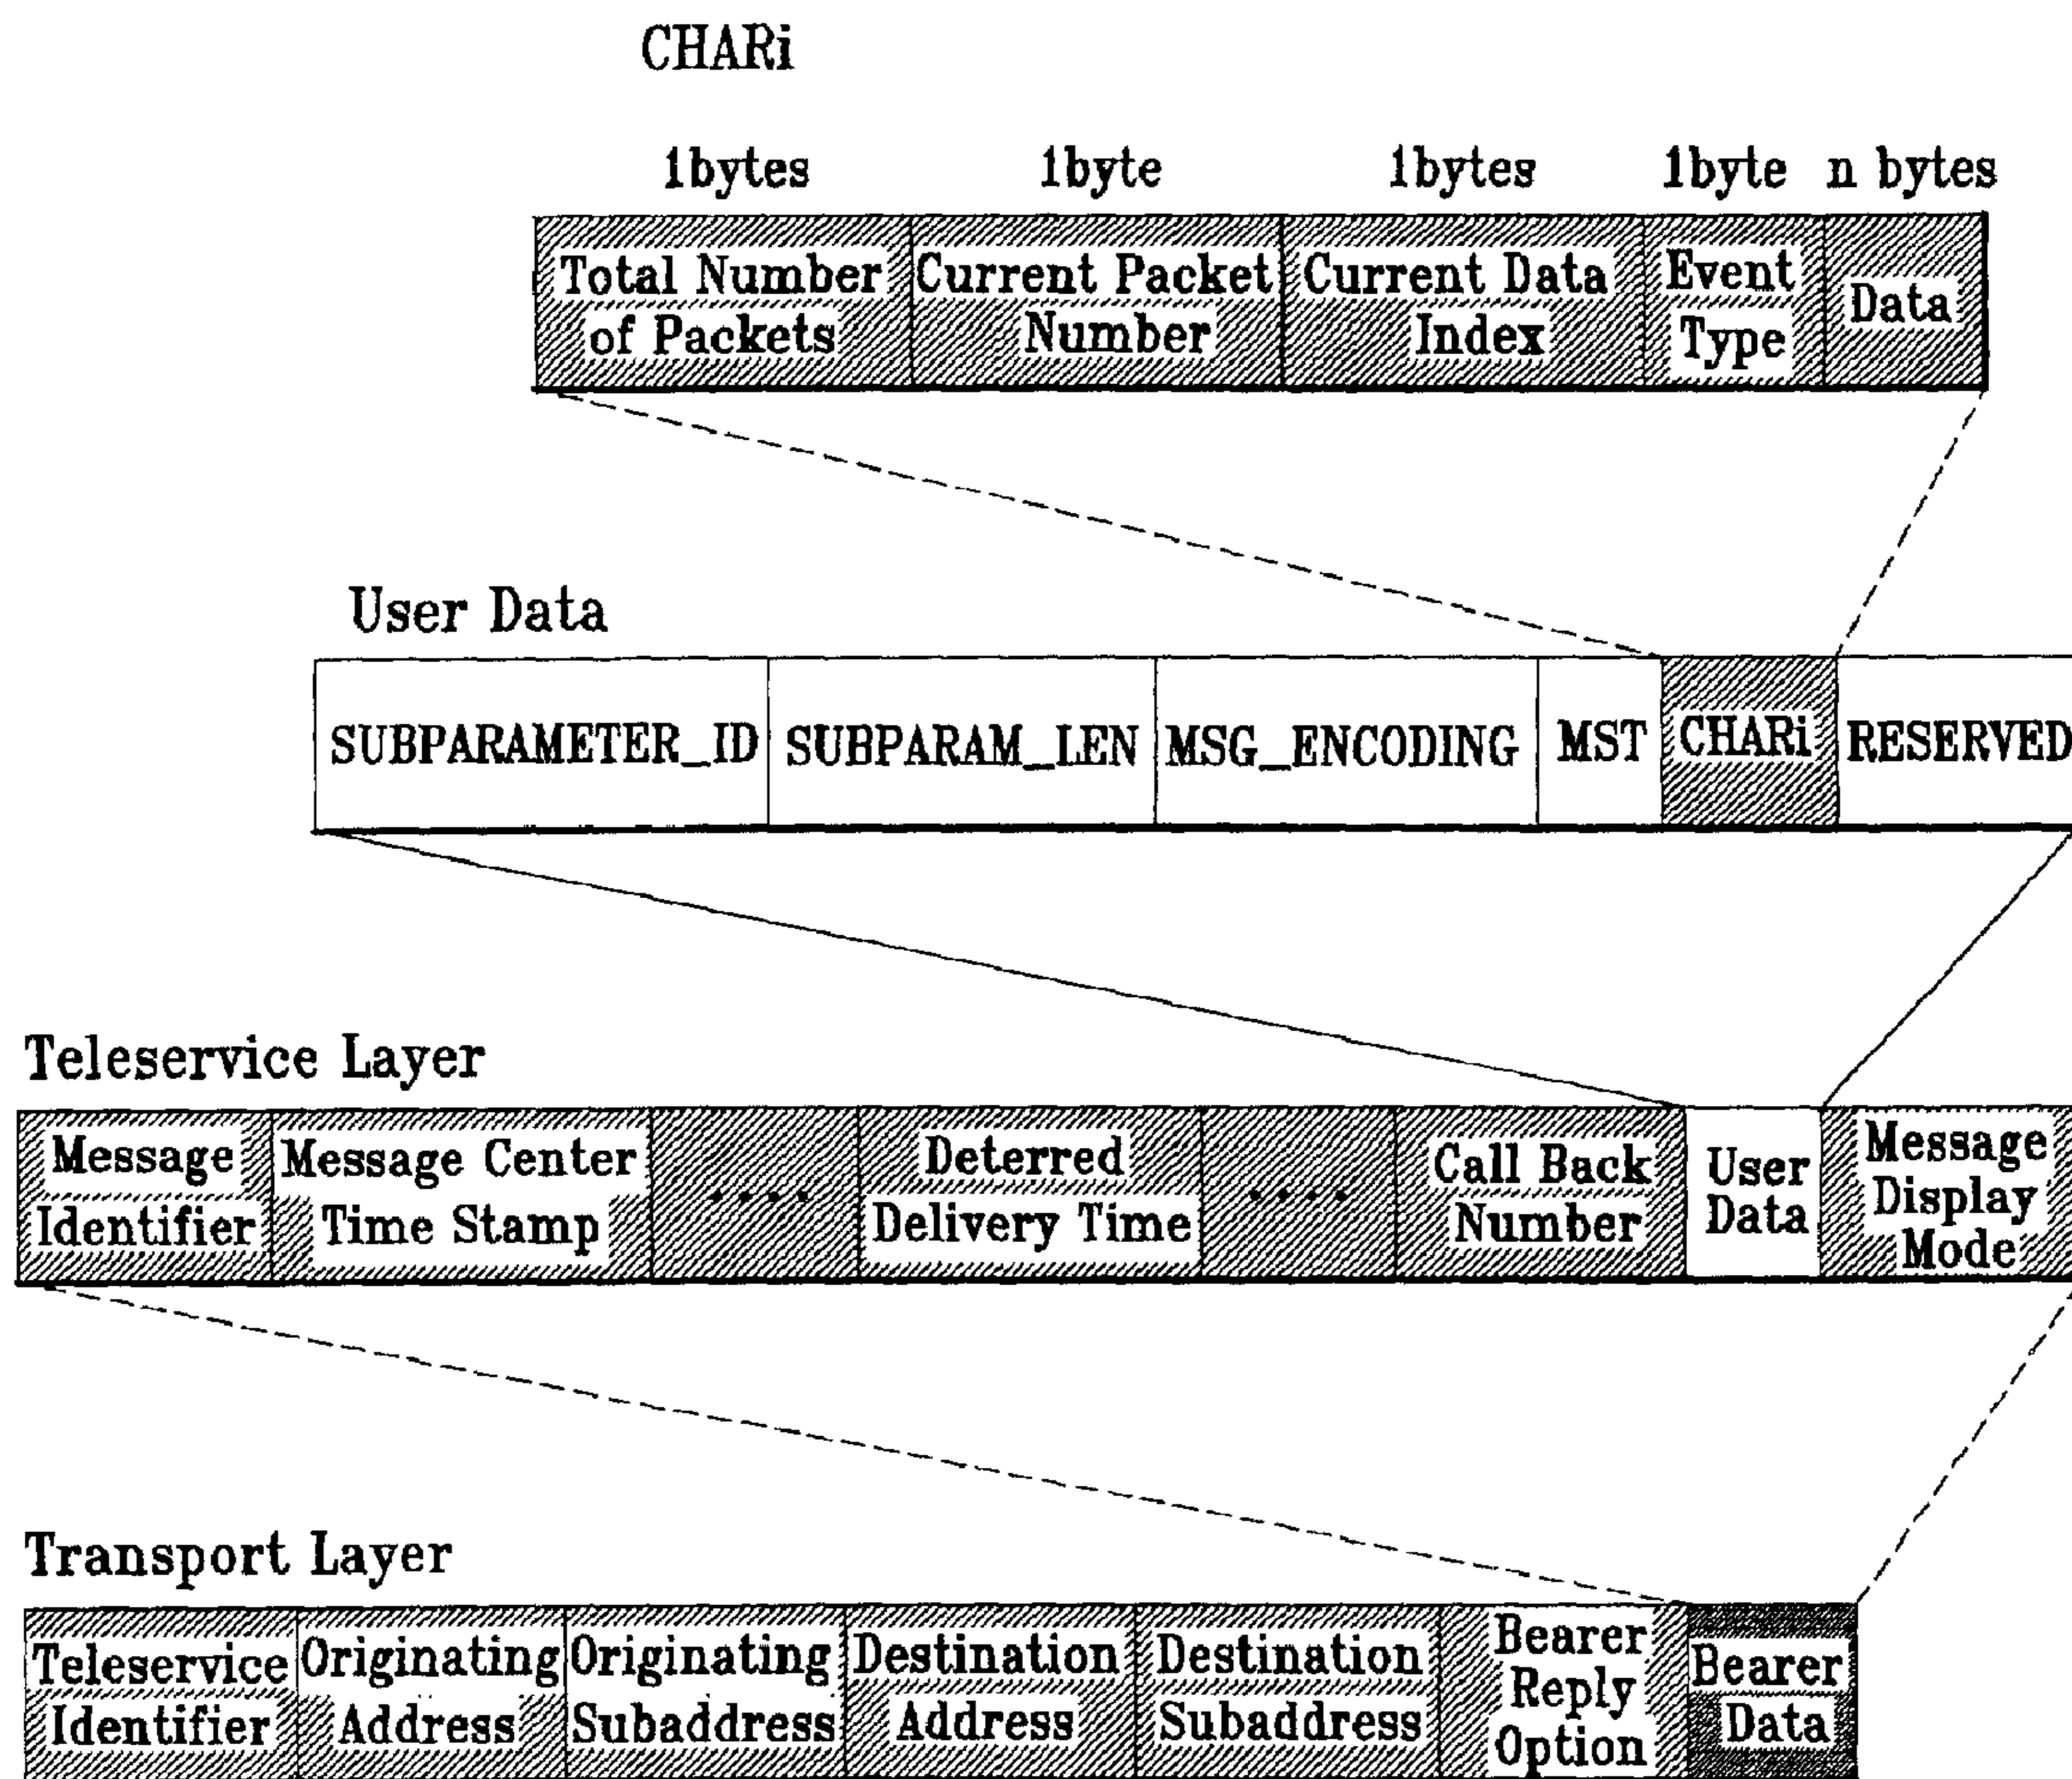 CHARi
1bytes 1byte 1bytes 1byte n bytes
Total Number of Packets
Current Packet Number
Current Data Index
Event Type
Data
User Data
SUBPARAMETER_ID SUBPARAM_LEN MSG_ENCODING MST CHARi RESERVED
Teleservice Layer
Message Identifier
Message Center Time Stamp
....
Deterred Delivery Time
....
Call Back Number
User Data
Message Display Mode
Transport Layer
Teleservice Identifier
Originating Address
Originating Subaddress
Destination Address
Destination Subaddress
Bearer Reply Option
Bearer Data